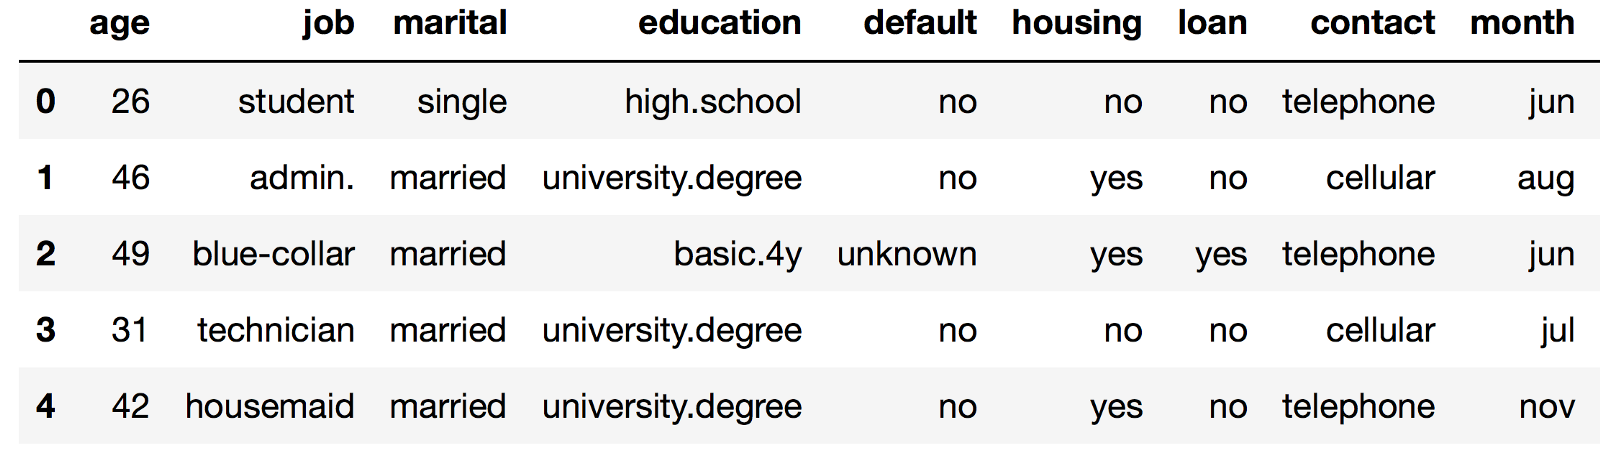 age job marital education default housing loan contact month
0 26 student single high.school no no no telephone jun
1 46 admin. married university.degree no yes no cellular aug
2 49 blue-collar married basic.4y unknown yes yes telephone jun
3 31 technician married university.degree no no no cellular jul
4 42 housemaid married university.degree no yes no telephone nov